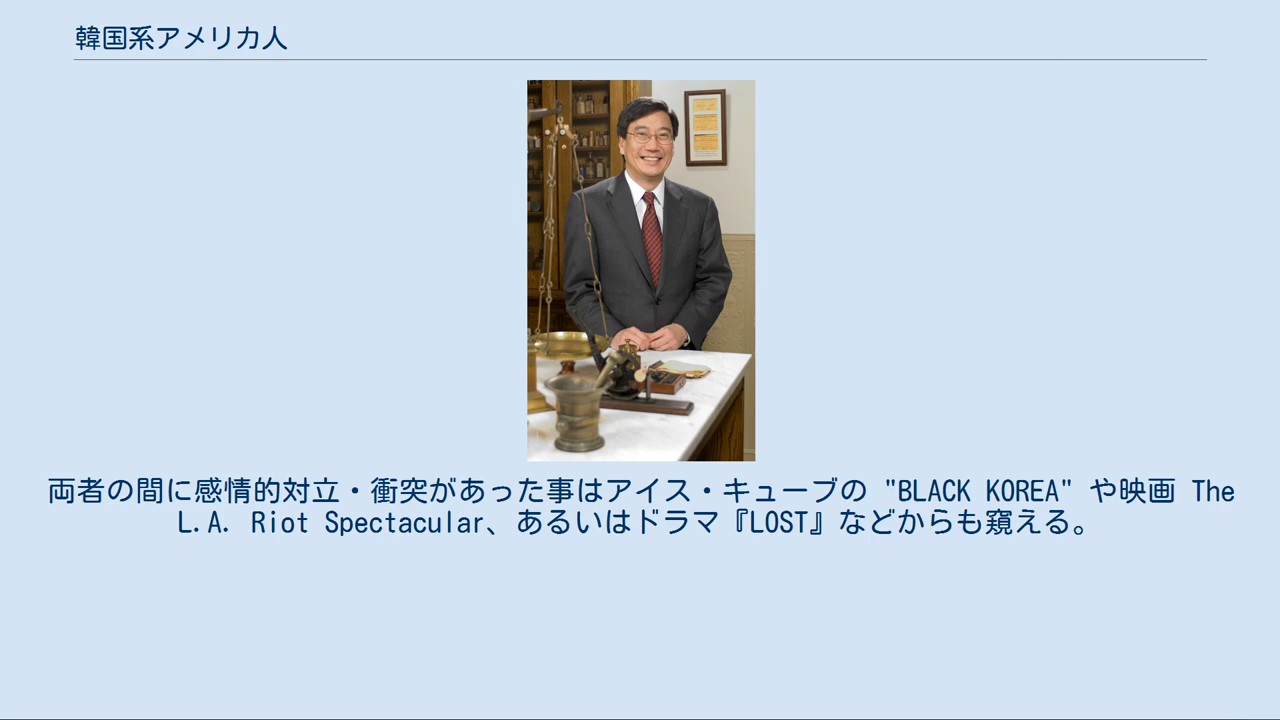 韓国系アメリカ人
両者の間に感情的対立・衝突があった事はアイス・キューブの "BLACK KOREA" や映画 The
L.A. Riot Spectacular、あるいはドラマ『LOST』などからも窺える。